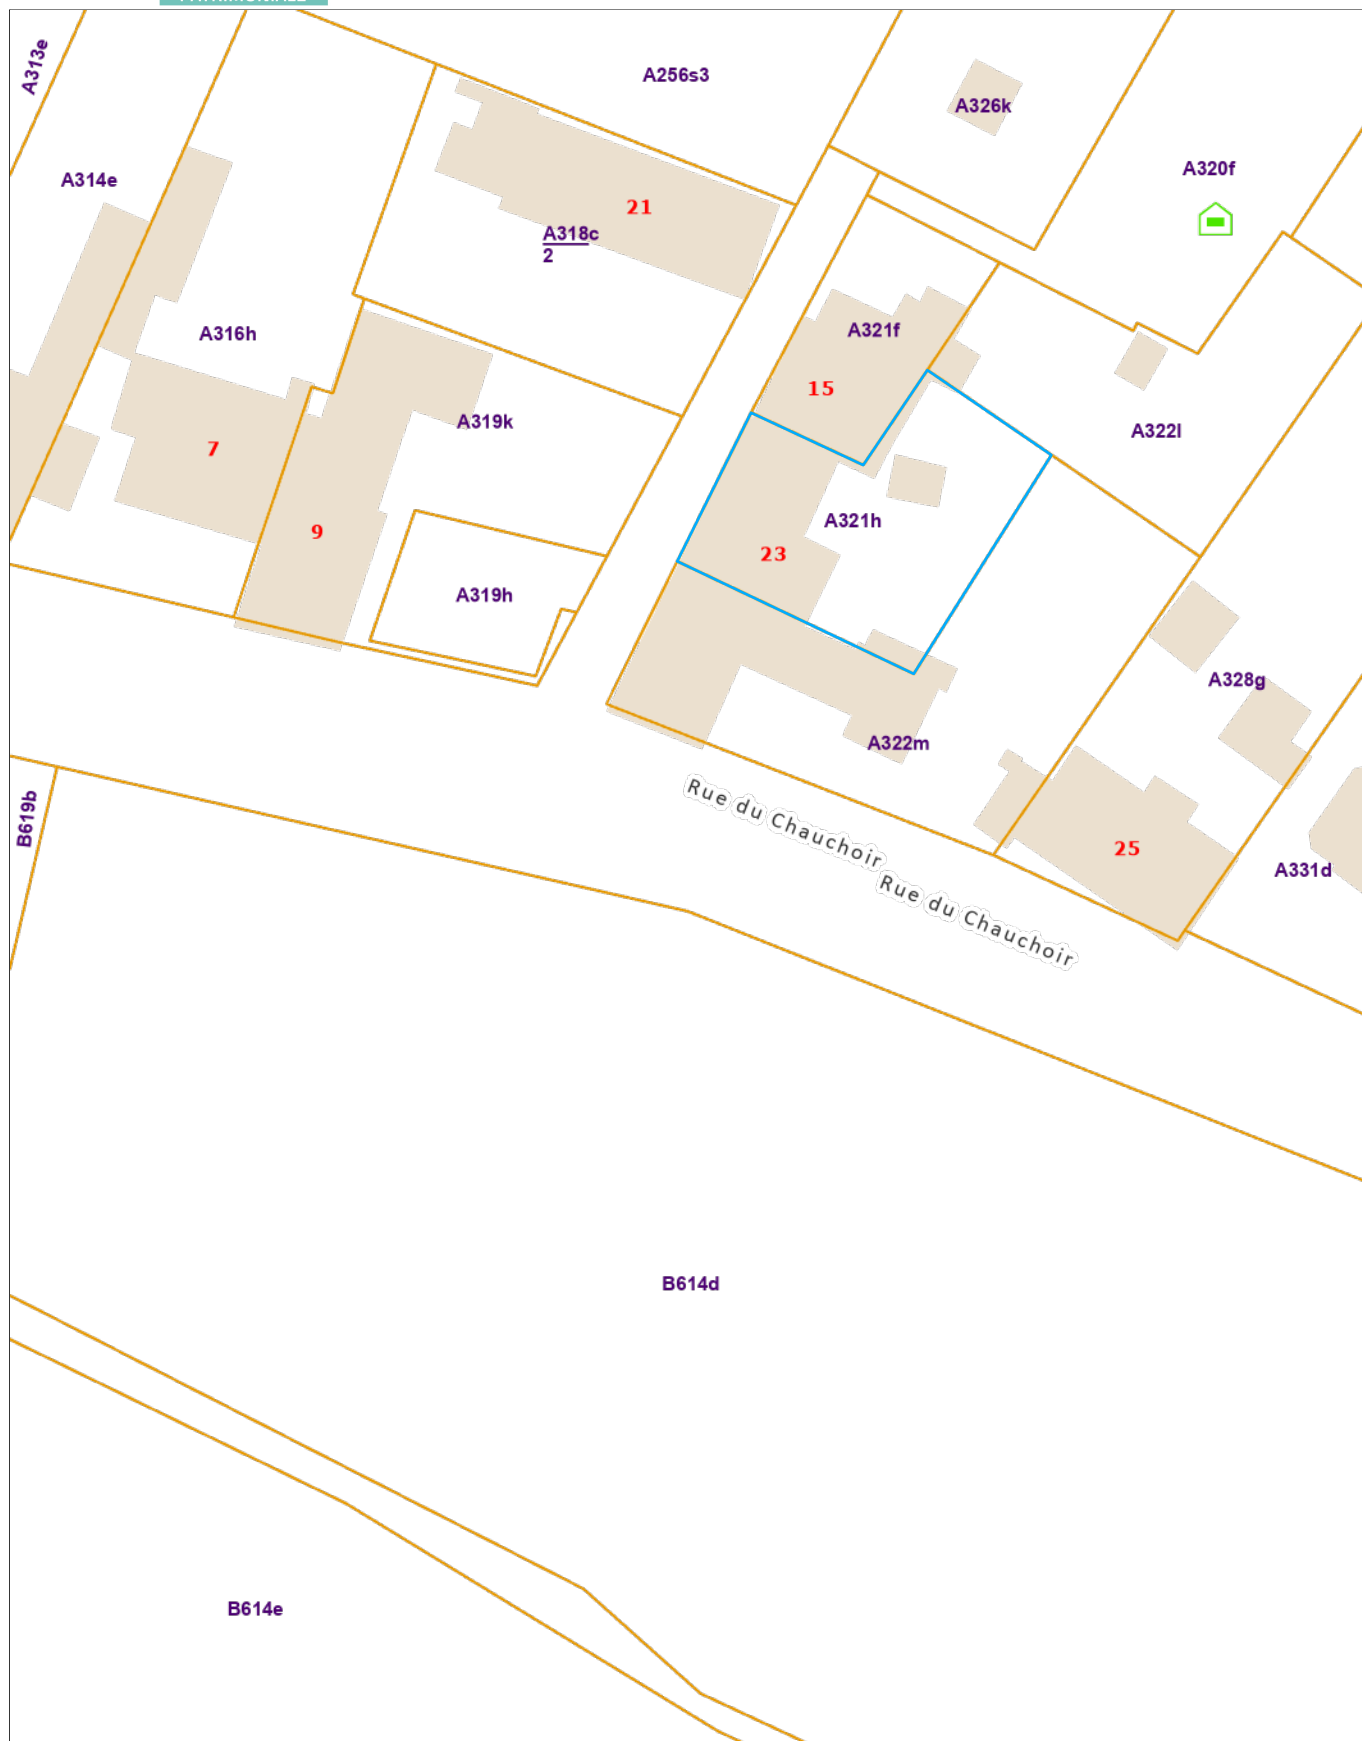 A313e
A256s3
A326k
A314e
A320f
21
A318c
2
A316h
A321f
15
A319k
A322l
7
9
A321h
23
A319h
A328g
A322m
B619b
Rue du Chauchoir
25
A331d
Rue du Chauchoir
B614d
B614e